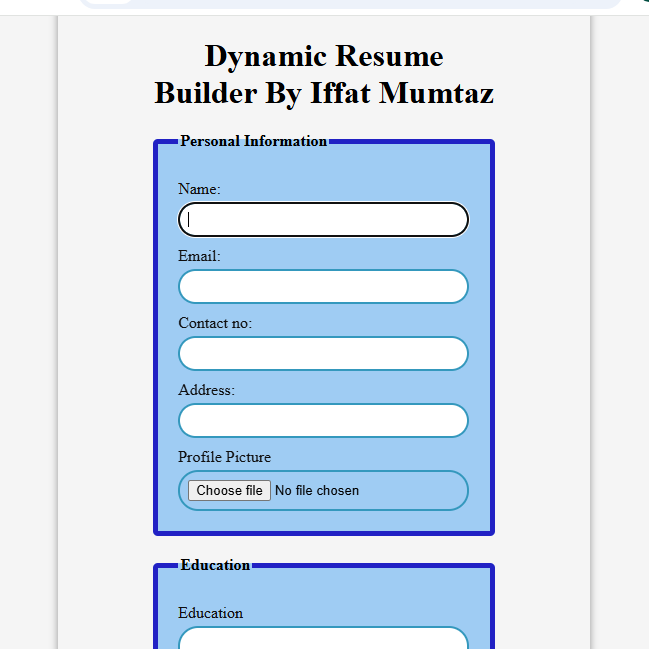 Dynamic Resume
Builder By Iffat Mumtaz
Personal Information
Name:
Email:
Contact no:
Address:
Profile Picture
Choose file No file chosen
Education
Education